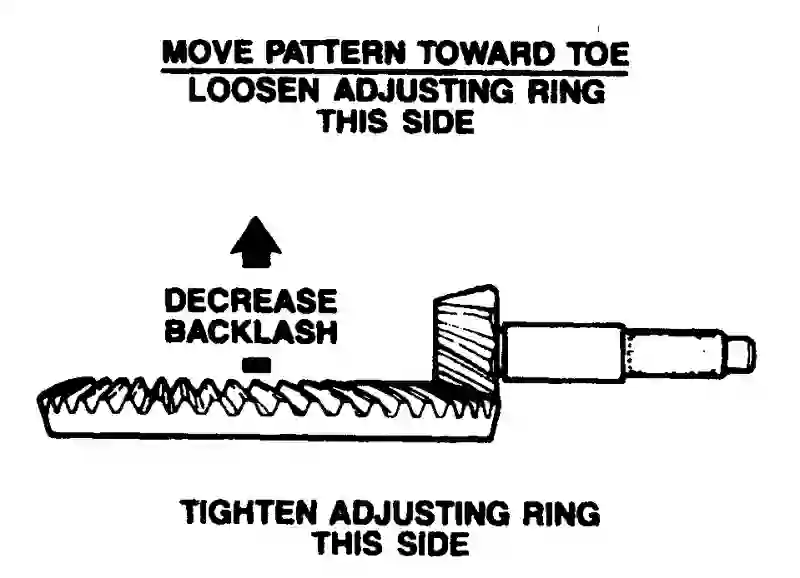 MOVE PATTERN TOWARD TOE
LOOSEN ADJUSTING RING
THIS SIDE
DECREASE
BACKLASH
TIGHTEN ADJUSTING RING
THIS SIDE